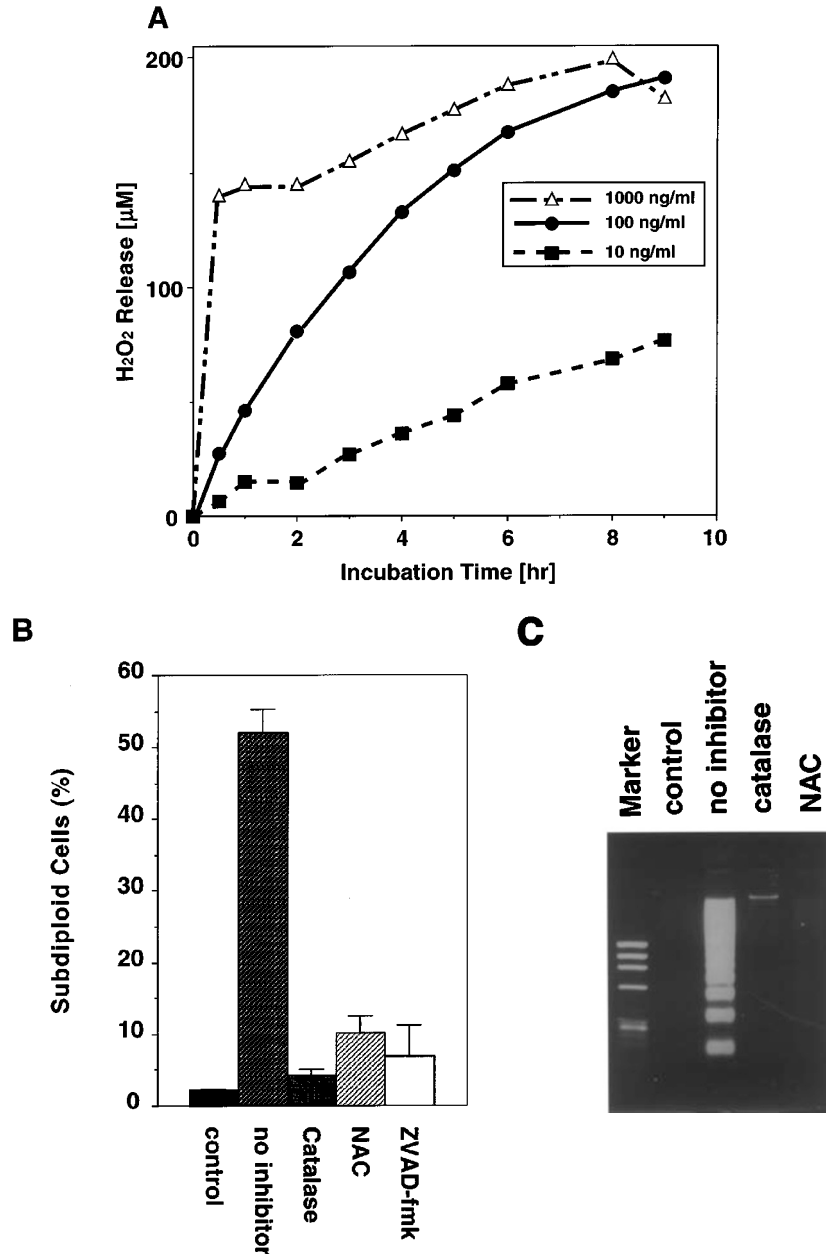 A
200
100
0
0 2 4 6 8 10
H₂O₂ Release [μM]
Incubation Time [hr]
1000 ng/ml
100 ng/ml
10 ng/ml
B
60
50
40
30
20
10
0
Subdiploid Cells (%)
control
no inhibitor
Catalase
NAC
ZVAD-fmk
C
Marker
control
no inhibitor
catalase
NAC